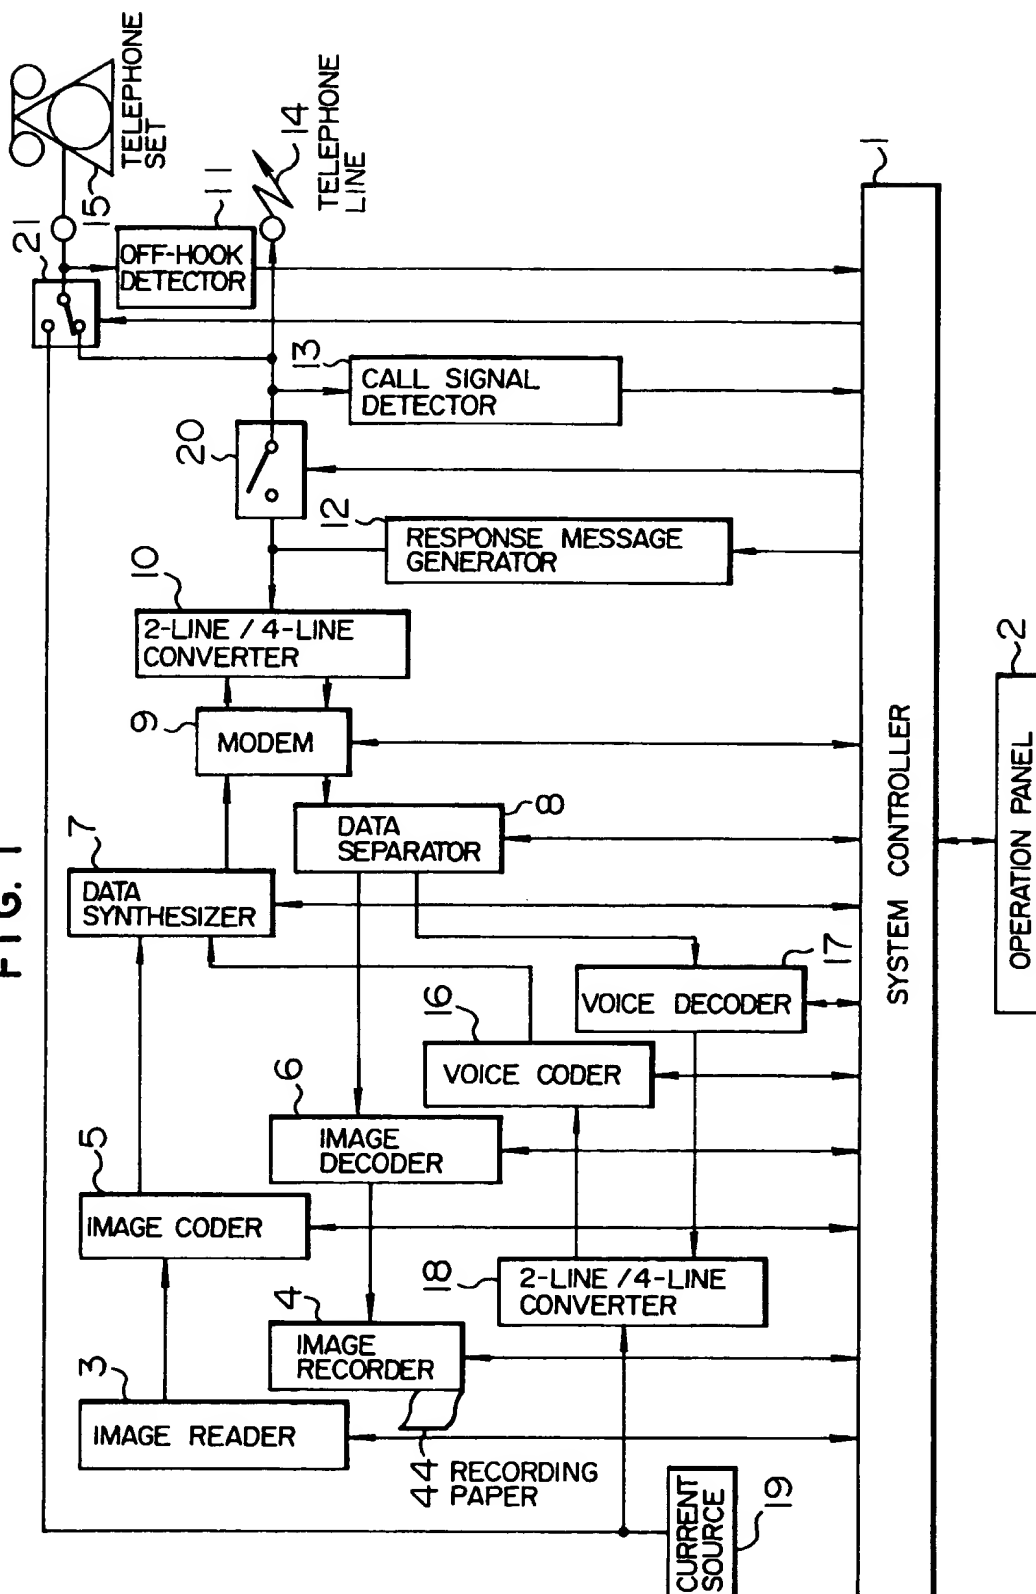 FIG. 1
TELEPHONE
SET
15
21
14
TELEPHONE
LINE
11
OFF-HOOK
DETECTOR
13
CALL SIGNAL
DETECTOR
20
12
RESPONSE MESSAGE
GENERATOR
10
2-LINE / 4-LINE
CONVERTER
9
MODEM
8
DATA
SEPARATOR
7
DATA
SYNTHESIZER
17
VOICE DECODER
16
VOICE CODER
6
IMAGE
DECODER
5
IMAGE CODER
18
2-LINE / 4-LINE
CONVERTER
4
IMAGE
RECORDER
3
IMAGE READER
44 RECORDING
PAPER
CURRENT
SOURCE
19
1
SYSTEM CONTROLLER
2
OPERATION PANEL